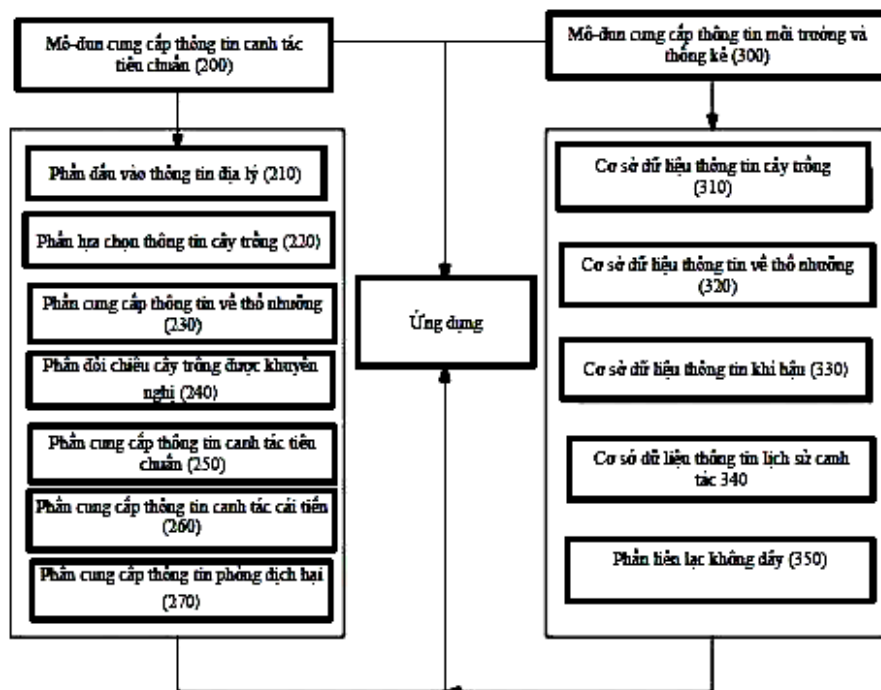 Mô-đun cung cấp thông tin canh tác
tiêu chuẩn (200)
Phần đầu vào thông tin địa lý (210)
Phần lựa chọn thông tin cây trồng (220)
Phần cung cấp thông tin về thổ nhưỡng
(230)
Phần đối chiếu cây trồng được khuyến
nghị (240)
Phần cung cấp thông tin canh tác tiêu
chuẩn (250)
Phần cung cấp thông tin canh tác cải tiến
(260)
Phần cung cấp thông tin phòng dịch hại
(270)
Ứng dụng
Mô-đun cung cấp thông tin môi trường và
thống kê (300)
Cơ sở dữ liệu thông tin cây trồng
(310)
Cơ sở dữ liệu thông tin về thổ nhưỡng
(320)
Cơ sở dữ liệu thông tin khí hậu (330)
Cơ sở dữ liệu thông tin lịch sử canh
tác 340
Phần liên lạc không dây (350)